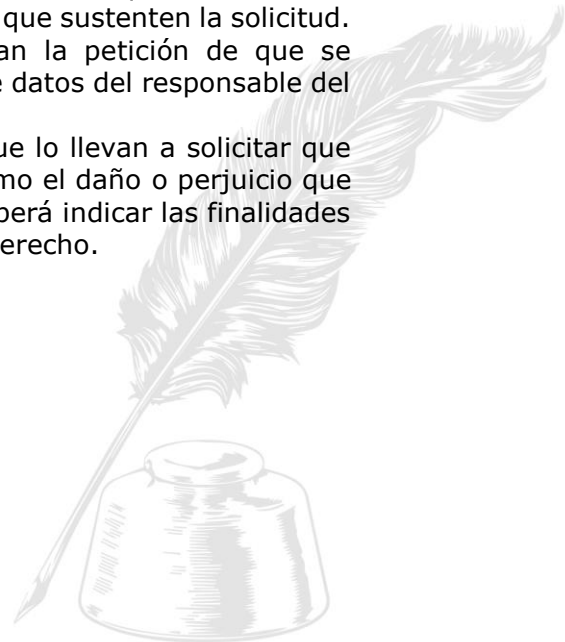 que sustenten la solicitud.
an la petición de que se
e datos del responsable del
ue lo llevan a solicitar que
mo el daño o perjuicio que
berá indicar las finalidades
erecho.